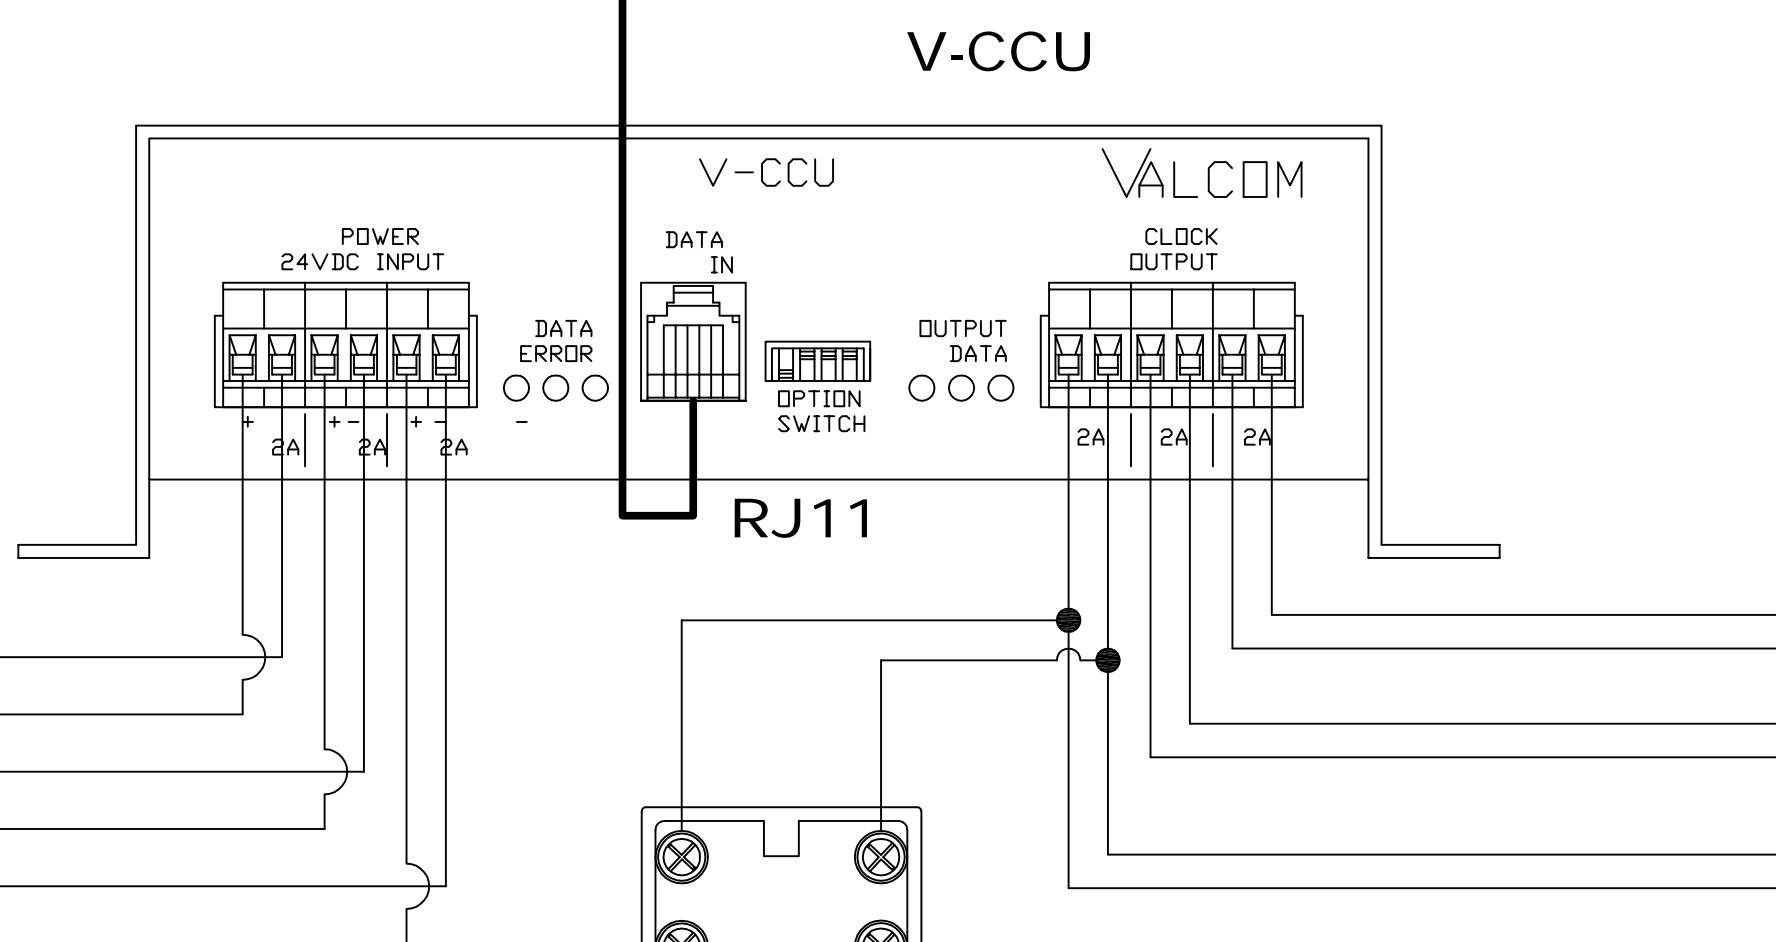 V-CCU
V-CCU
VALCOM
POWER
24VDC INPUT
DATA
IN
CLOCK
OUTPUT
DATA
ERROR
OUTPUT
DATA
OPTION
SWITCH
+ + - + - -
2A 2A 2A
2A 2A 2A
RJ11